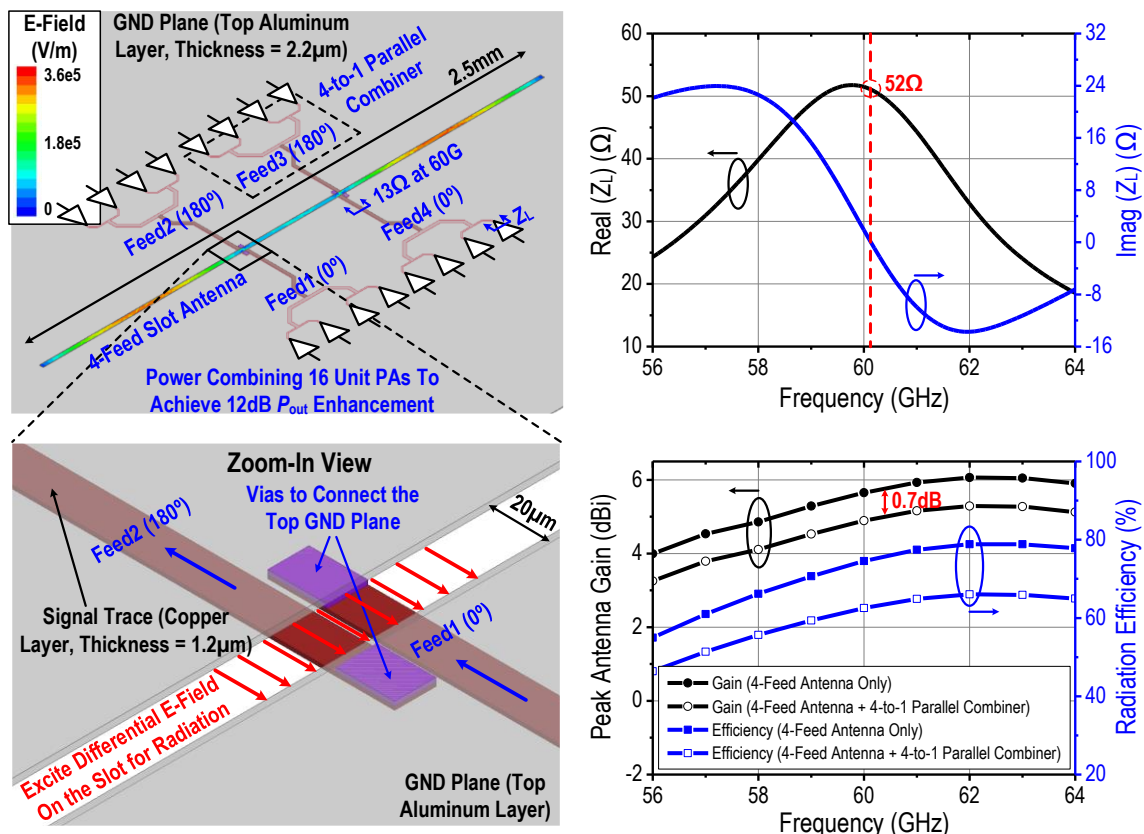 E-Field
(V/m)
3.6e5
1.8e5
0
GND Plane (Top Aluminum
Layer, Thickness = 2.2µm)
4-to-1 Parallel
Combiner
2.5mm
Feed3 (180º)
Feed2 (180º)
13Ω at 60G
Feed4 (0º)
ZL
Feed1 (0º)
4-Feed Slot Antenna
Power Combining 16 Unit PAs To
Achieve 12dB Pout Enhancement
Zoom-In View
Vias to Connect the
Top GND Plane
20µm
Feed2 (180º)
Signal Trace (Copper
Layer, Thickness = 1.2µm)
Feed1 (0º)
Excite Differential E-Field
On the Slot for Radiation
GND Plane (Top
Aluminum Layer)
Real (ZL) (Ω)
60
50
40
30
20
10
52Ω
32
24
16
8
0
-8
-16
Imag (ZL) (Ω)
56 58 60 62 64
Frequency (GHz)
Peak Antenna Gain (dBi)
6
4
2
0
-2
0.7dB
100
80
60
40
20
Radiation Efficiency (%)
Gain (4-Feed Antenna Only)
Gain (4-Feed Antenna + 4-to-1 Parallel Combiner)
Efficiency (4-Feed Antenna Only)
Efficiency (4-Feed Antenna + 4-to-1 Parallel Combiner)
56 58 60 62 64
Frequency (GHz)